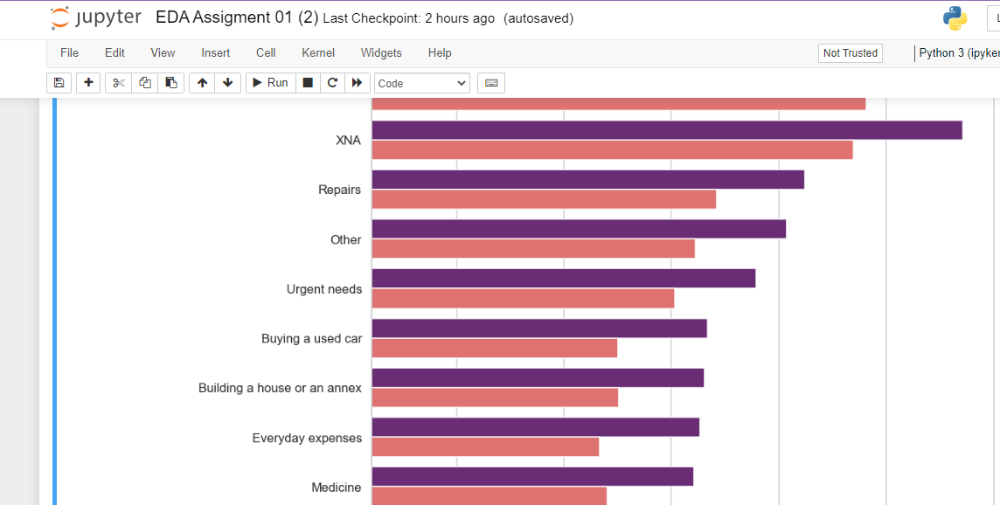 jupyter EDA Assigment 01 (2) Last Checkpoint: 2 hours ago (autosaved)
File Edit View Insert Cell Kernel Widgets Help Not Trusted Python 3 (ipyker
Run Code
XNA
Repairs
Other
Urgent needs
Buying a used car
Building a house or an annex
Everyday expenses
Medicine